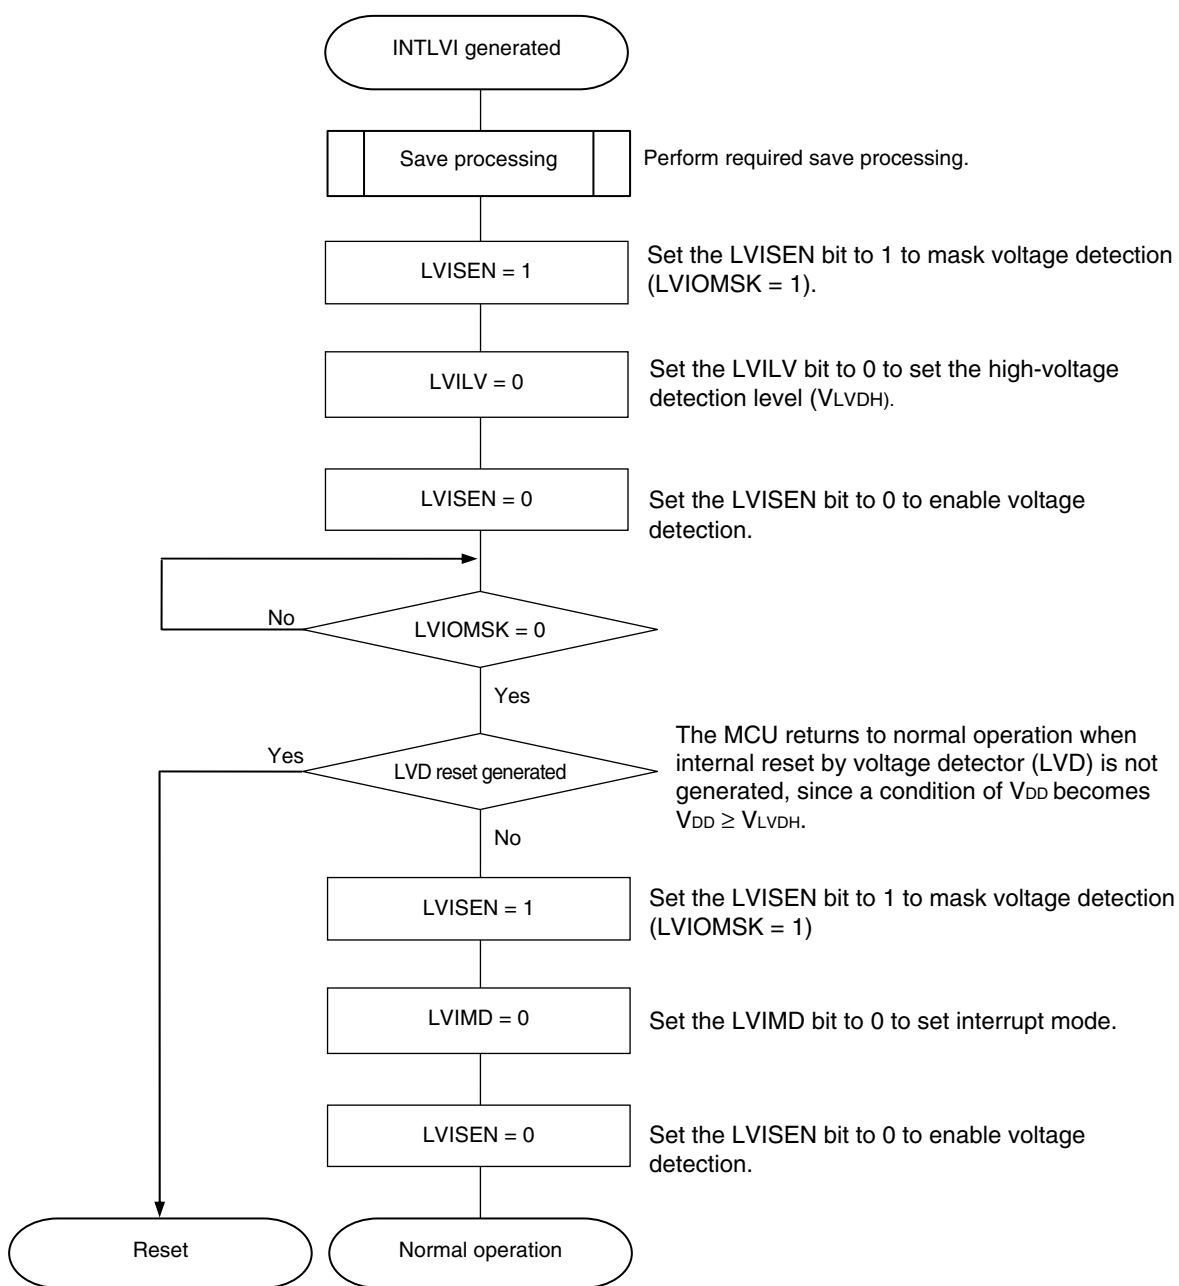 INTLVI generated
Save processing
Perform required save processing.
LVISEN = 1
Set the LVISEN bit to 1 to mask voltage detection
(LVIOMSK = 1).
LVILV = 0
Set the LVILV bit to 0 to set the high-voltage
detection level (VLVDH).
LVISEN = 0
Set the LVISEN bit to 0 to enable voltage
detection.
No
LVIOMSK = 0
Yes
Yes
LVD reset generated
The MCU returns to normal operation when
internal reset by voltage detector (LVD) is not
generated, since a condition of VDD becomes
VDD ≥ VLVDH.
No
LVISEN = 1
Set the LVISEN bit to 1 to mask voltage detection
(LVIOMSK = 1)
LVIMD = 0
Set the LVIMD bit to 0 to set interrupt mode.
LVISEN = 0
Set the LVISEN bit to 0 to enable voltage
detection.
Reset
Normal operation